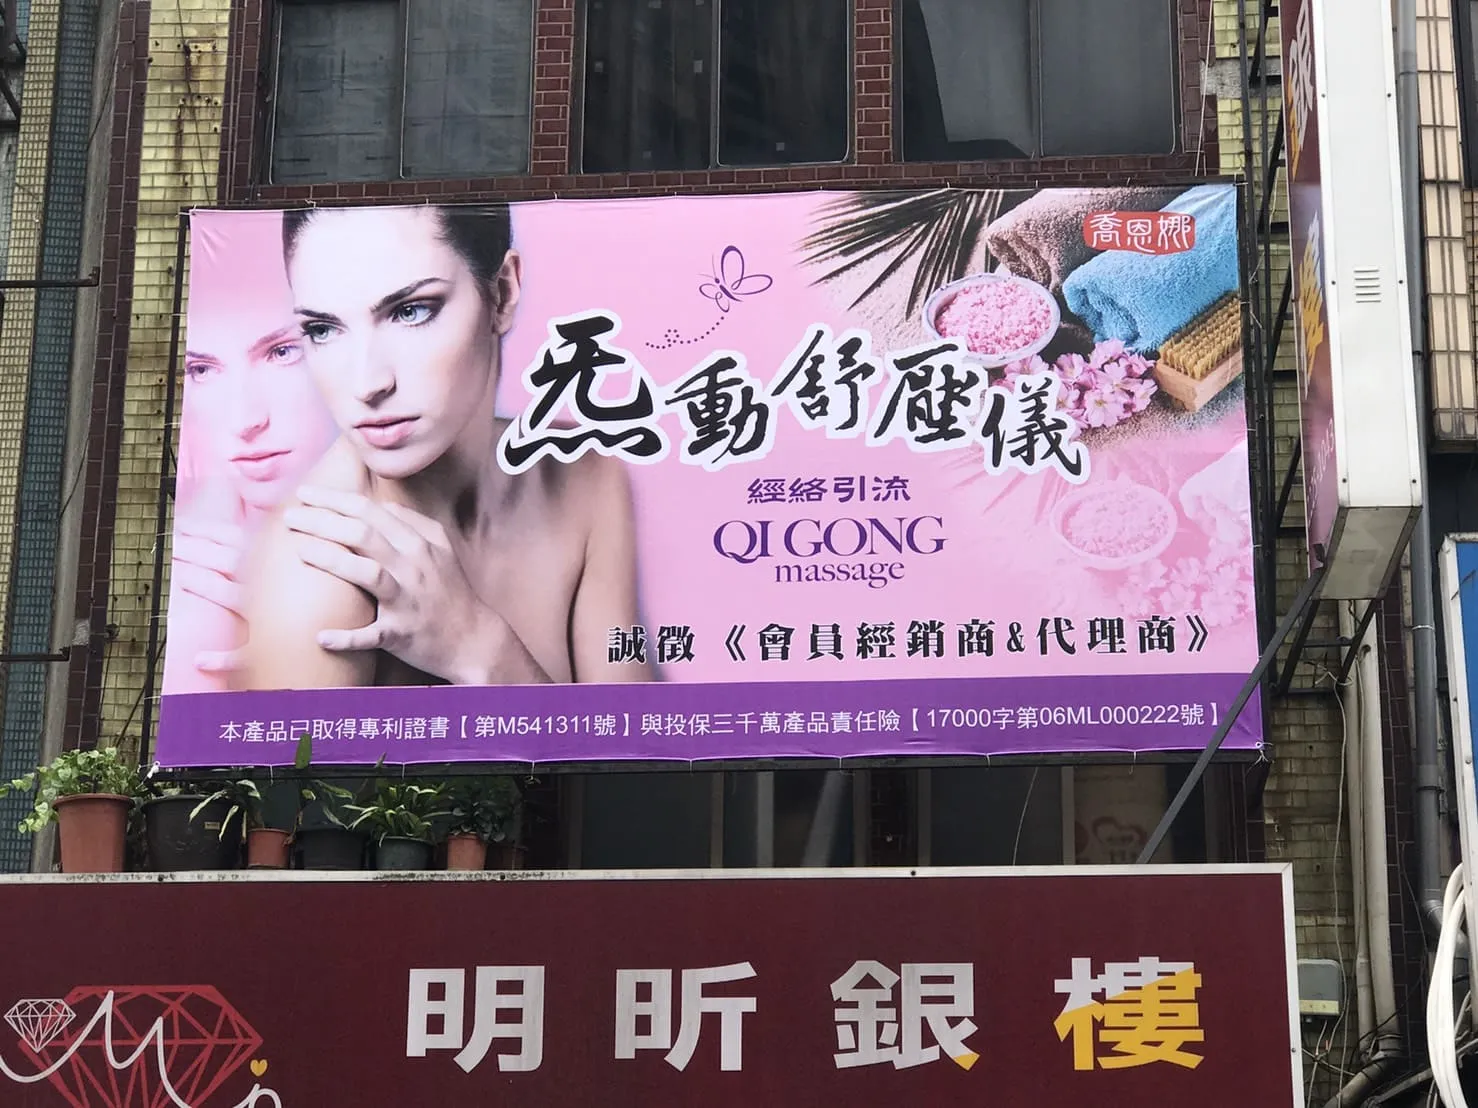 喬恩娜
炁動舒壓儀
經絡引流
QI GONG
massage
誠徵《會員經銷商&代理商》
本產品已取得專利證書【第M541311號】與投保三千萬產品責任險【17000字第06ML000222號】
銀樓
明昕銀樓